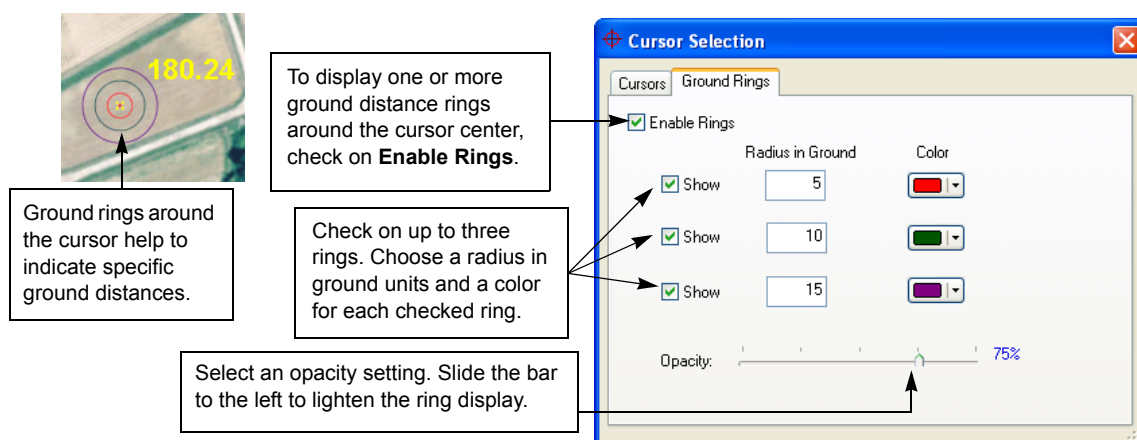 180.24
Ground rings around
the cursor help to
indicate specific
ground distances.
To display one or more
ground distance rings
around the cursor center,
check on Enable Rings.
Check on up to three
rings. Choose a radius in
ground units and a color
for each checked ring.
Select an opacity setting. Slide the bar
to the left to lighten the ring display.
Cursor Selection
Cursors Ground Rings
Enable Rings
Radius in Ground Color
Show 5
Show 10
Show 15
Opacity: 75%